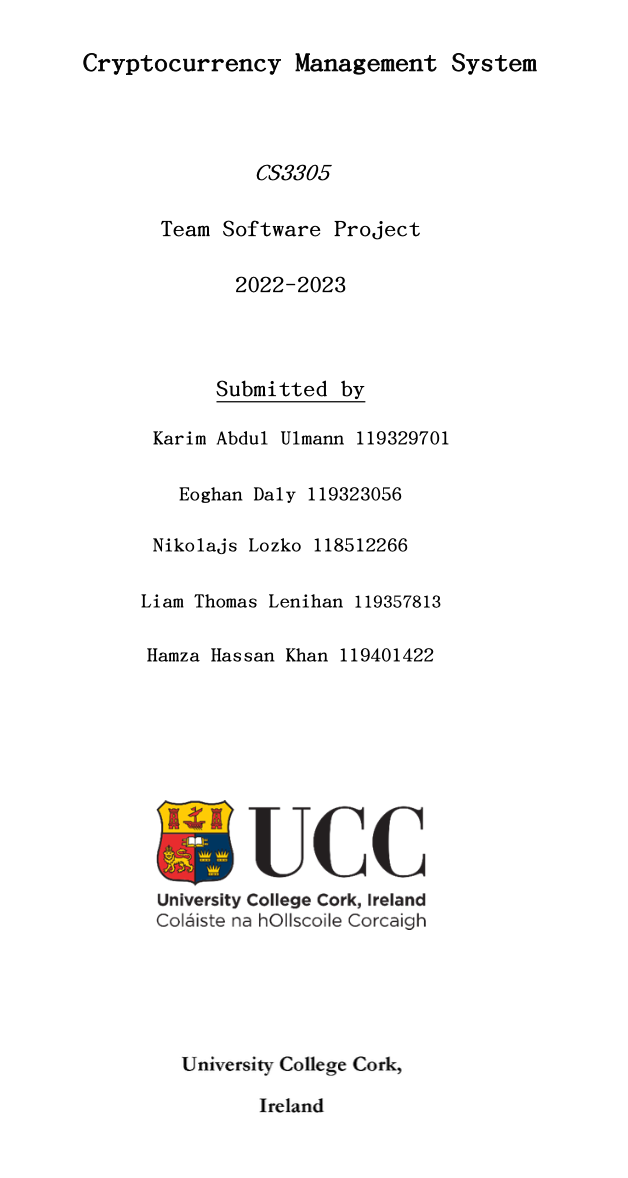 Cryptocurrency Management System
CS3305
Team Software Project
2022-2023
Submitted by
Karim Abdul Ulmann 119329701
Eoghan Daly 119323056
Nikolajs Lozko 118512266
Liam Thomas Lenihan 119357813
Hamza Hassan Khan 119401422
UCC
University College Cork, Ireland
Coláiste na hOllscoile Corcaigh
University College Cork,
Ireland